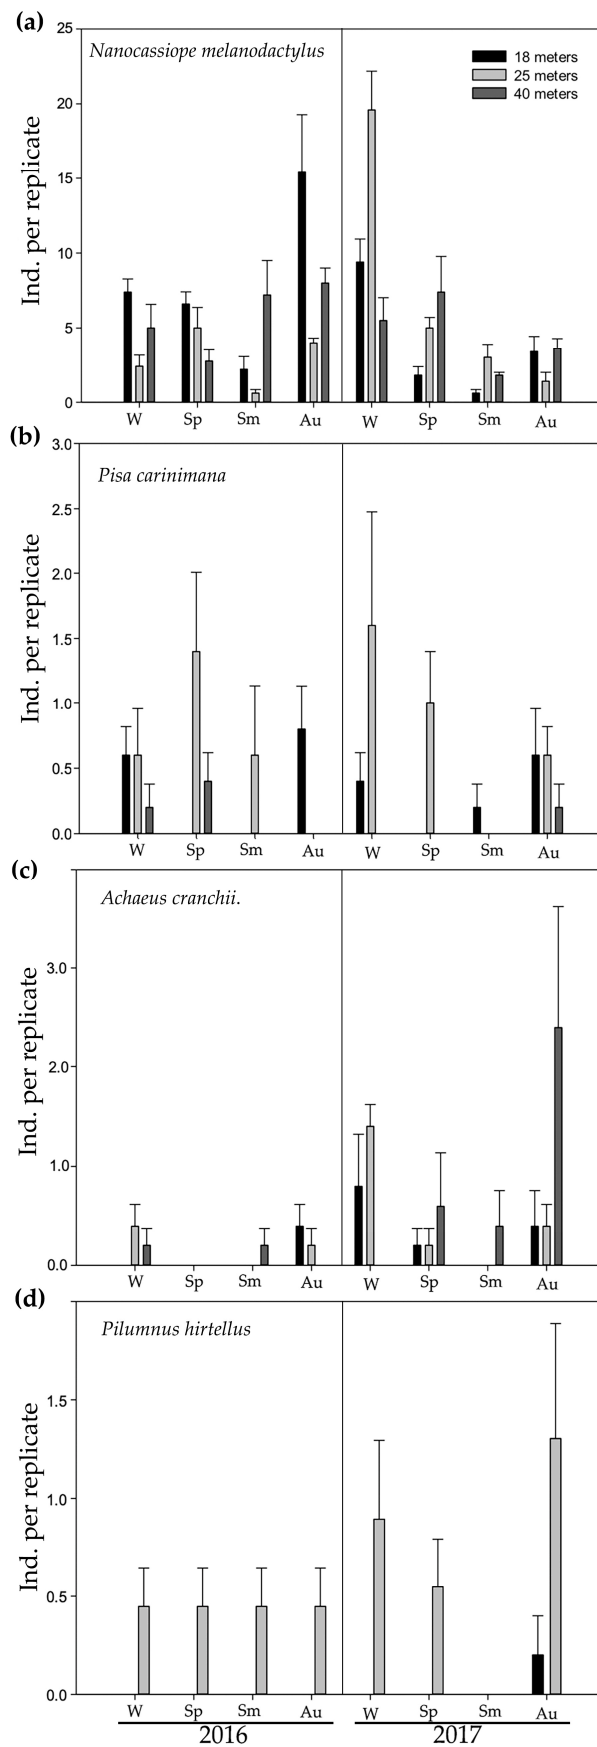 (a)
25
Nanocassiope melanodactylus
18 meters
25 meters
40 meters
20
15
10
5
0
Ind. per replicate
W Sp Sm Au W Sp Sm Au
(b)
3.0
Pisa carinimana
2.5
2.0
1.5
1.0
0.5
0.0
Ind. per replicate
W Sp Sm Au W Sp Sm Au
(c)
Achaeus cranchii.
3.0
2.0
1.0
0.0
Ind. per replicate
W Sp Sm Au W Sp Sm Au
(d)
Pilumnus hirtellus
1.5
1.0
0.5
0.0
Ind. per replicate
W Sp Sm Au W Sp Sm Au
2016 2017